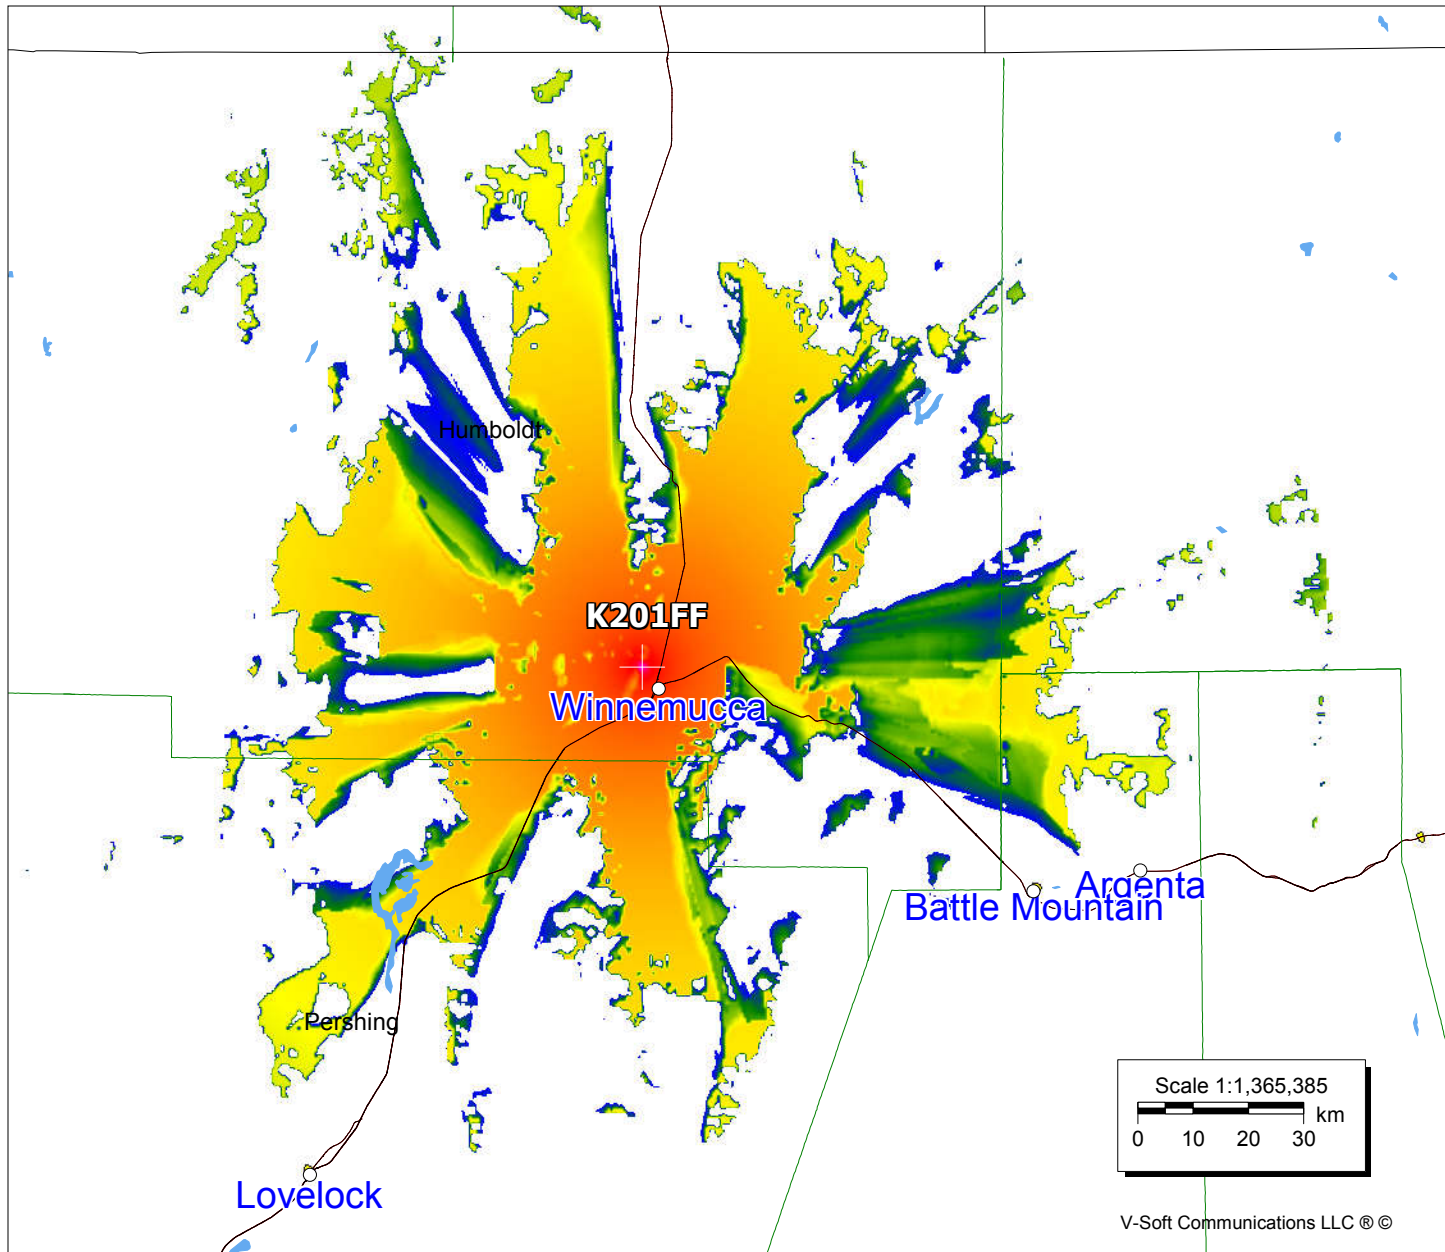 Humboldt
K201FF
Winnemucca
Argenta
Battle Mountain
Pershing
Scale 1:1,365,385
km
0 10 20 30
Lovelock
V-Soft Communications LLC ® ©